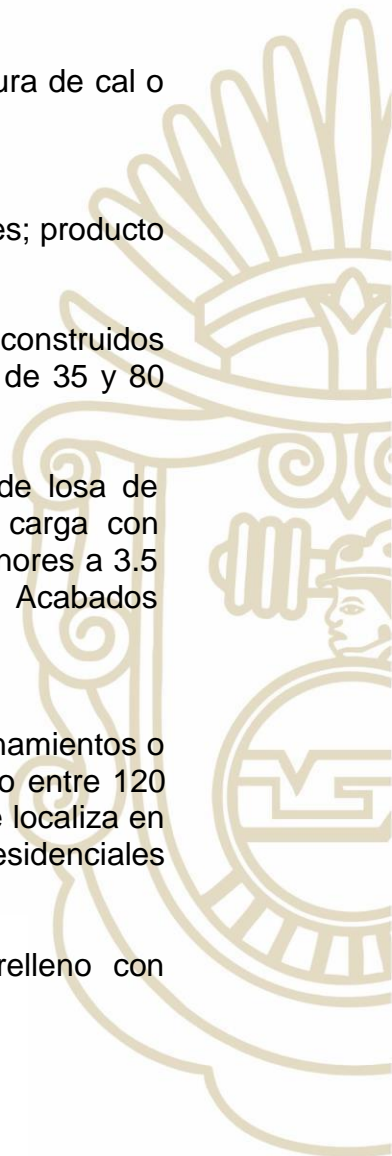 ura de cal o
es; producto
construidos
de 35 y 80
de losa de
carga con
nores a 3.5
Acabados
namientos o
o entre 120
e localiza en
esidenciales
relleno con